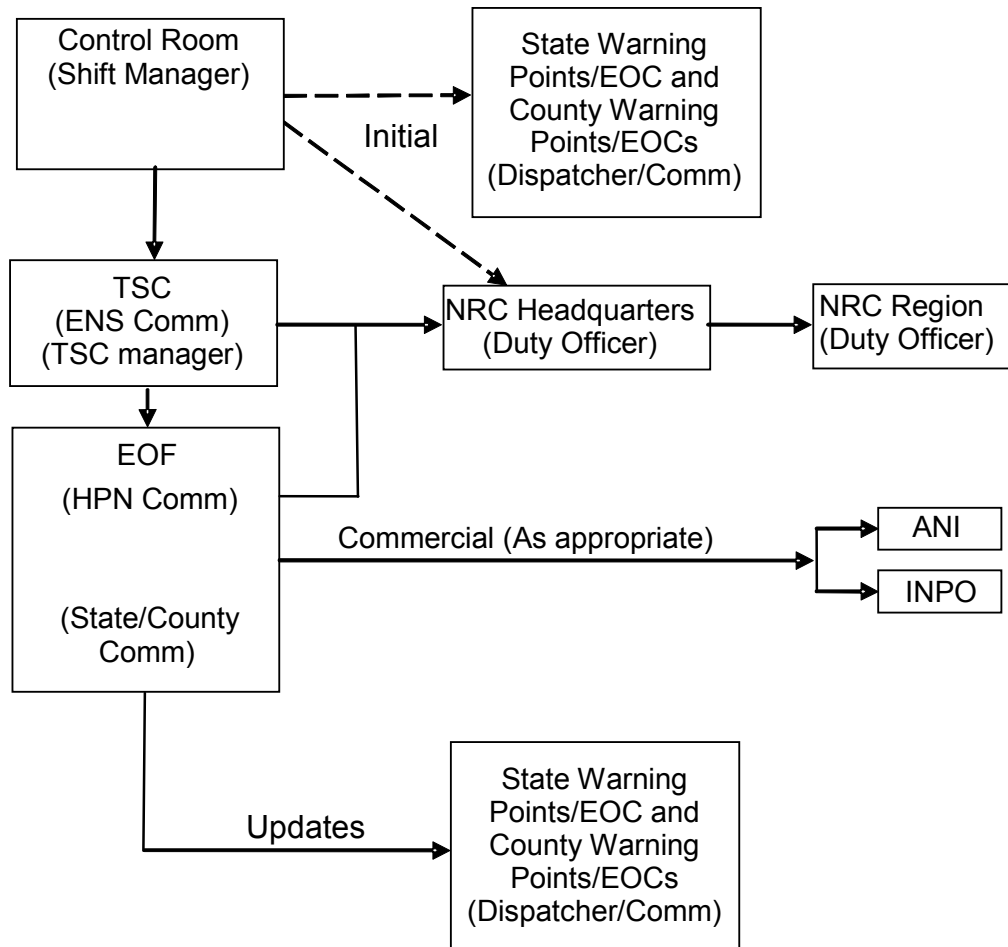 Control Room
(Shift Manager)
State Warning
Points/EOC and
County Warning
Points/EOCs
(Dispatcher/Comm)
Initial
TSC
(ENS Comm)
(TSC manager)
NRC Headquarters
(Duty Officer)
NRC Region
(Duty Officer)
EOF
(HPN Comm)
(State/County
Comm)
Commercial (As appropriate)
ANI
INPO
Updates
State Warning
Points/EOC and
County Warning
Points/EOCs
(Dispatcher/Comm)